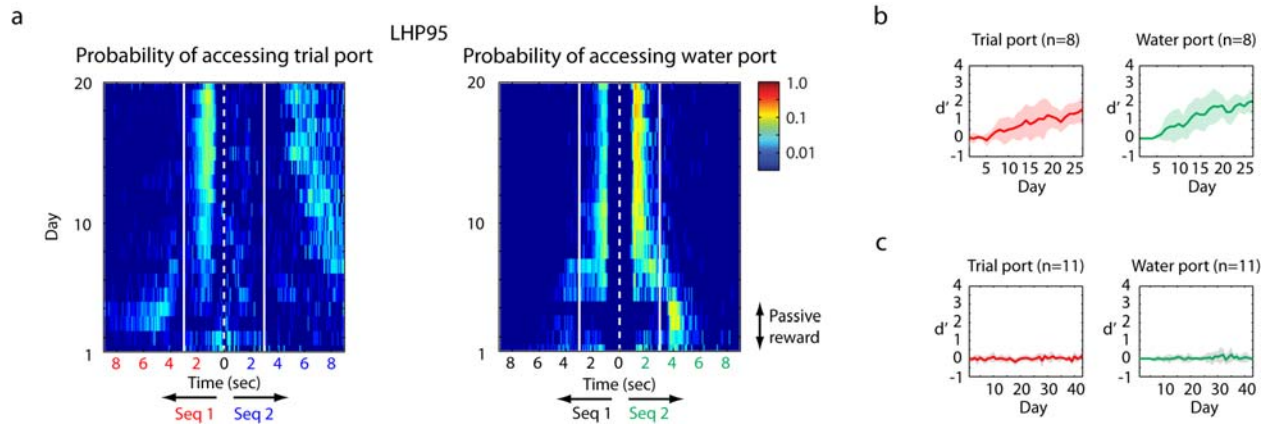 a
LHP95
Probability of accessing trial port
Probability of accessing water port
20
10
1
Day
8 6 4 2 0 2 4 6 8
Time (sec)
Seq 1 Seq 2
20
10
1
8 6 4 2 0 2 4 6 8
Time (sec)
Seq 1 Seq 2
1.0
0.1
0.01
Passive
reward
b
Trial port (n=8)
4
3
2
1
0
-1
d'
5 10 15 20 25
Day
Water port (n=8)
4
3
2
1
0
-1
d'
5 10 15 20 25
Day
c
Trial port (n=11)
4
3
2
1
0
-1
d'
10 20 30 40
Day
Water port (n=11)
4
3
2
1
0
-1
d'
10 20 30 40
Day